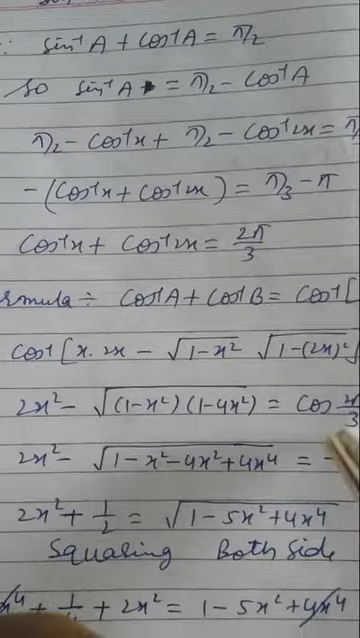 ∵ sin⁻¹A + cos⁻¹A = π/2
so sin⁻¹A = π/2 - cos⁻¹A
π/2 - cos⁻¹x + π/2 - cos⁻¹2x = π
-(cos⁻¹x + cos⁻¹2x) = π/3 - π
cos⁻¹x + cos⁻¹2x = 2π/3
rmula ÷ cos⁻¹A + cos⁻¹B = cos⁻¹[
cos⁻¹[x. 2x - √1-x² √1-(2x)²]
2x² - √(1-x²)(1-4x²) = cos 2π/3
2x² - √1-x²-4x²+4x⁴ = -
2x² + 1/2 = √1-5x²+4x⁴
Squaring Both Side
x⁴ + 1/ + 2x² = 1-5x²+4x⁴